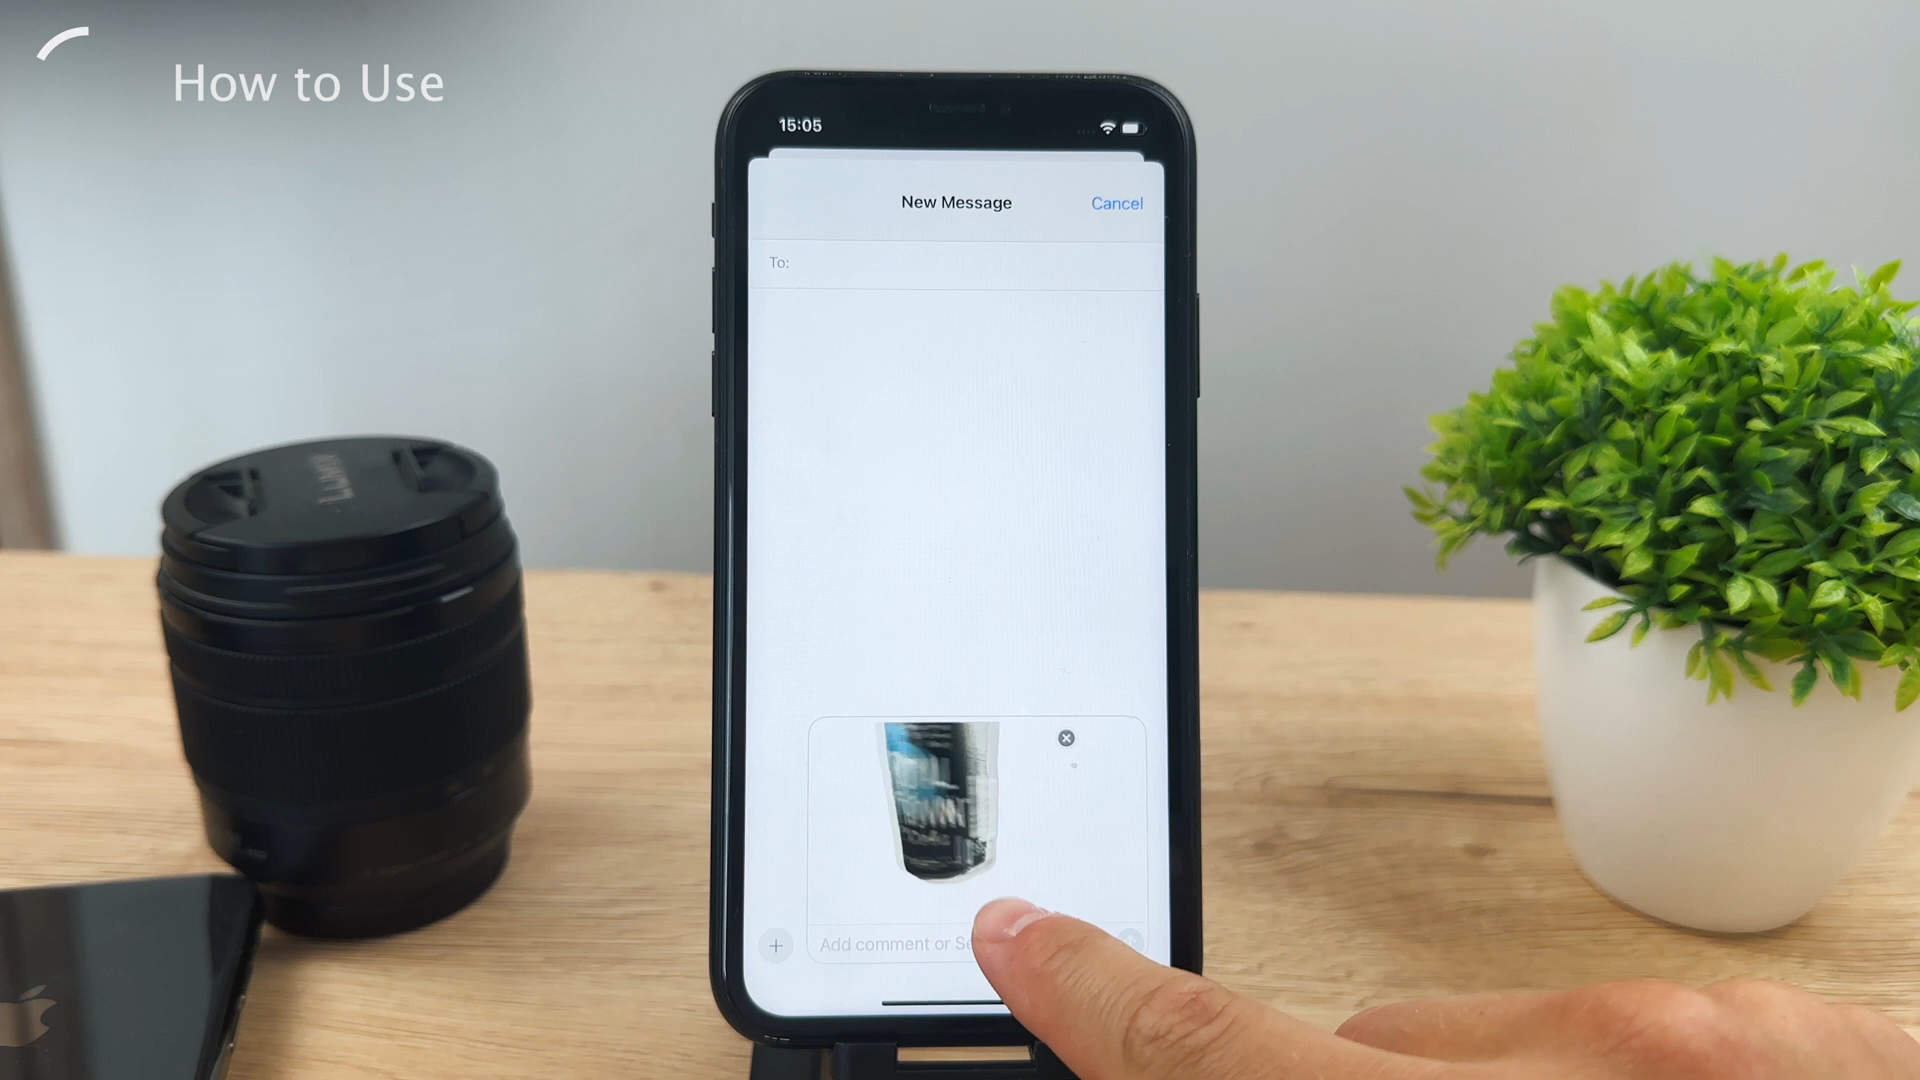 How to Use
15:05
New Message
Cancel
To:
Add comment or Se
LUMIX